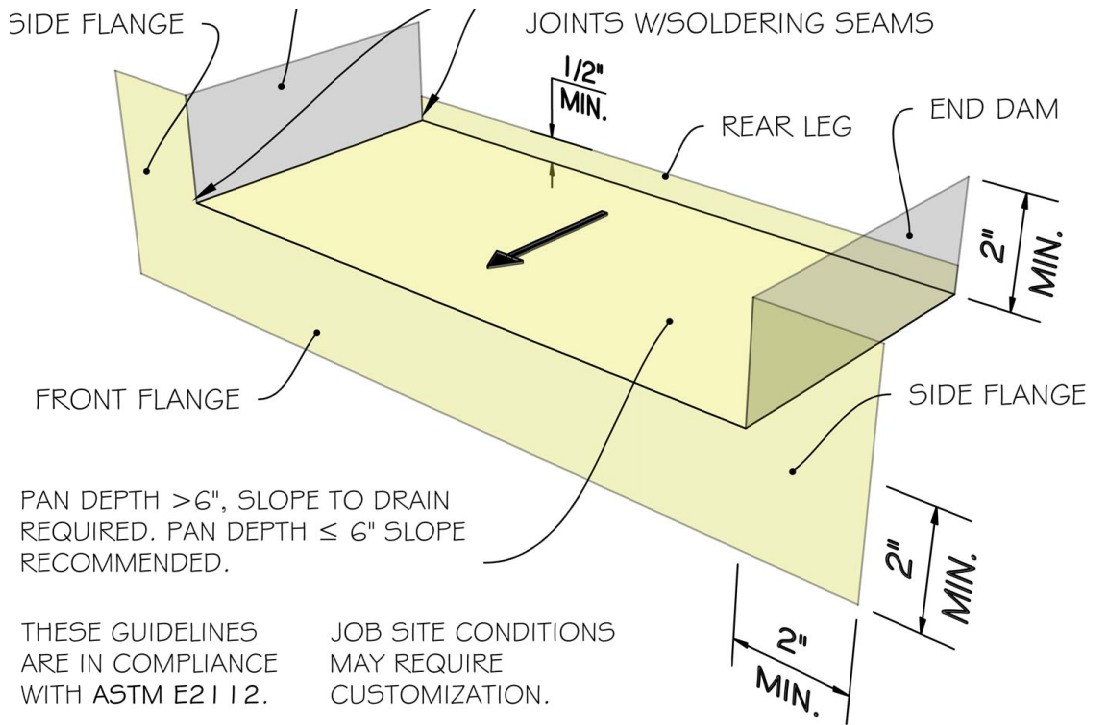 SIDE FLANGE
JOINTS W/SOLDERING SEAMS
1/2"
MIN.
REAR LEG
END DAM
2"
MIN.
FRONT FLANGE
SIDE FLANGE
PAN DEPTH >6", SLOPE TO DRAIN
REQUIRED. PAN DEPTH ≤ 6" SLOPE
RECOMMENDED.
2"
MIN.
2"
MIN.
THESE GUIDELINES
ARE IN COMPLIANCE
WITH ASTM E2112.
JOB SITE CONDITIONS
MAY REQUIRE
CUSTOMIZATION.